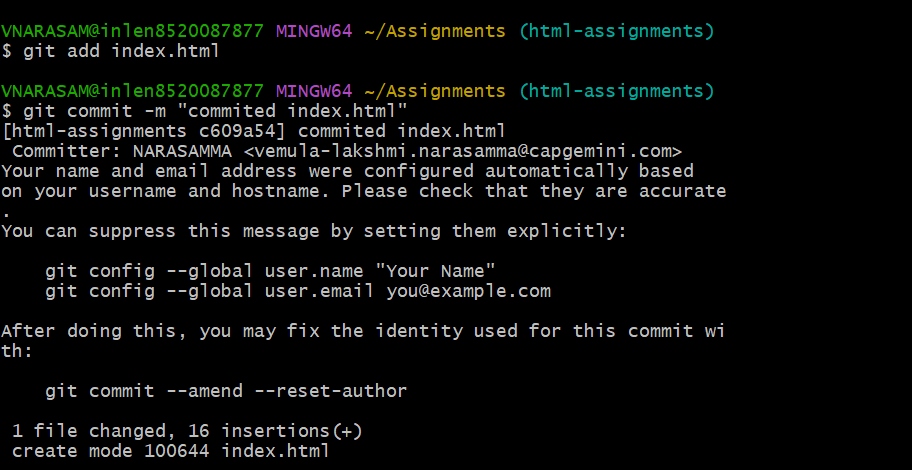 VNARASAM@inlen8520087877 MINGW64 ~/Assignments (html-assignments)
$ git add index.html
VNARASAM@inlen8520087877 MINGW64 ~/Assignments (html-assignments)
$ git commit -m "commited index.html"
[html-assignments c609a54] commited index.html
 Committer: NARASAMMA <vemula-lakshmi.narasamma@capgemini.com>
Your name and email address were configured automatically based
on your username and hostname. Please check that they are accurate
.
You can suppress this message by setting them explicitly:
    git config --global user.name "Your Name"
    git config --global user.email you@example.com
After doing this, you may fix the identity used for this commit wi
th:
    git commit --amend --reset-author
 1 file changed, 16 insertions(+)
 create mode 100644 index.html